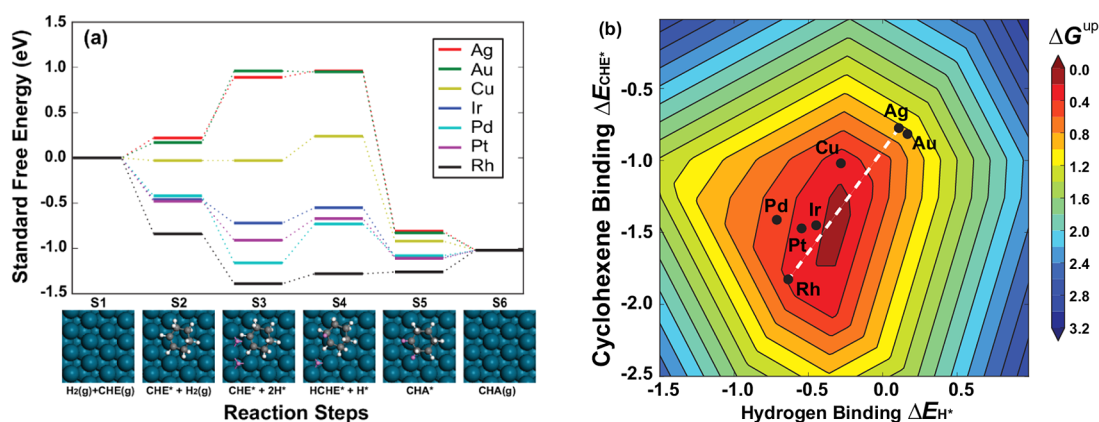 (a)
Standard Free Energy (eV)
1.5
1.0
0.5
0.0
-0.5
-1.0
-1.5
Ag
Au
Cu
Ir
Pd
Pt
Rh
S1 S2 S3 S4 S5 S6
H2(g)+CHE(g) CHE* + H2(g) CHE* + 2H* HCHE* + H* CHA* CHA(g)
Reaction Steps
(b)
Cyclohexene Binding ΔECHE*
-0.5
-1.0
-1.5
-2.0
-2.5
Ag
Au
Cu
Pd
Ir
Pt
Rh
-1.5 -1.0 -0.5 0.0 0.5
Hydrogen Binding ΔEH*
ΔGup
0.0
0.4
0.8
1.2
1.6
2.0
2.4
2.8
3.2